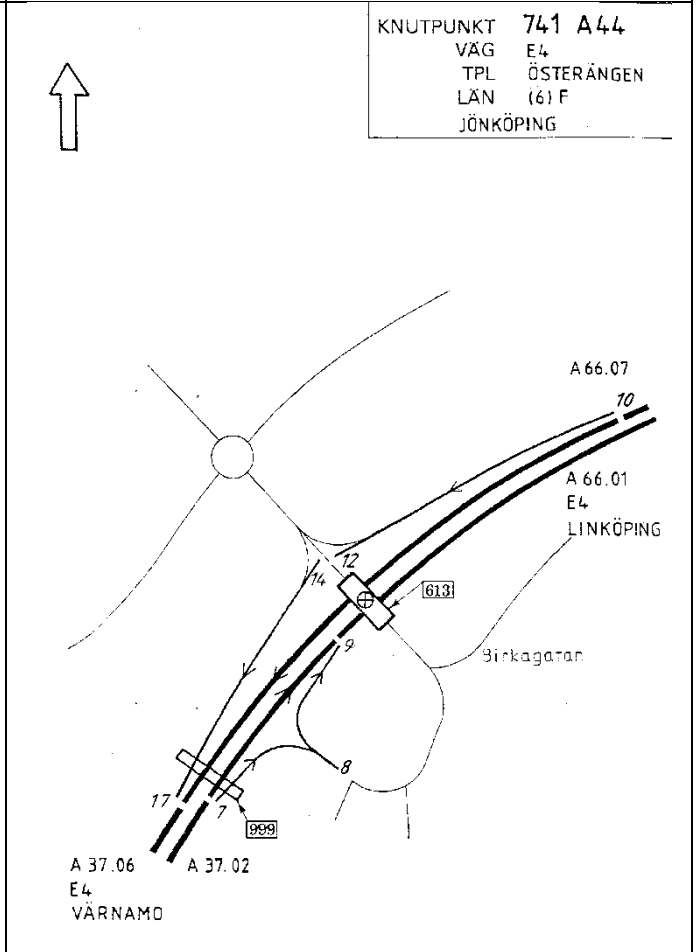 KNUTPUNKT 741 A44
VÄG E4
TPL ÖSTERÄNGEN
LÄN (6) F
JÖNKÖPING
A 66.07
10
A 66.01
E4
LINKÖPING
12
14
613
9
Birkagatan
8
17
7
999
A 37.06
A 37.02
E4
VÄRNAMO